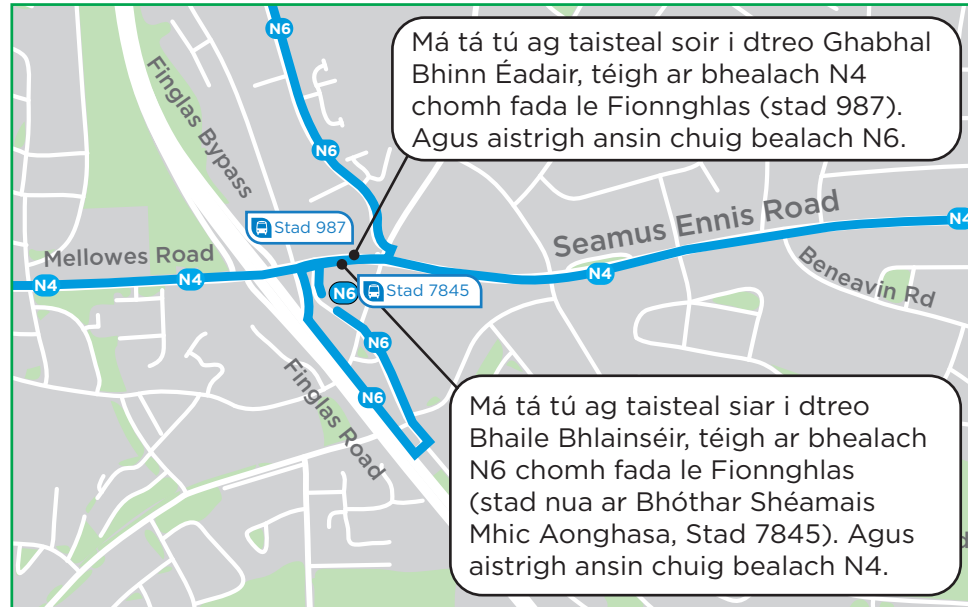 N6
Má tá tú ag taisteal soir i dtreo Ghabhal
Bhinn Éadair, téigh ar bhealach N4
chomh fada le Fionnghlas (stad 987).
Agus aistrigh ansin chuig bealach N6.
Finglas Bypass
N6
Stad 987
Seamus Ennis Road
N4
Mellowes Road
Beneavin Rd
N4
N4
N4
N6
Stad 7845
N6
Finglas Road
N6
Má tá tú ag taisteal siar i dtreo
Bhaile Bhlainséir, téigh ar bhealach
N6 chomh fada le Fionnghlas
(stad nua ar Bhóthar Shéamais
Mhic Aonghasa, Stad 7845). Agus
aistrigh ansin chuig bealach N4.